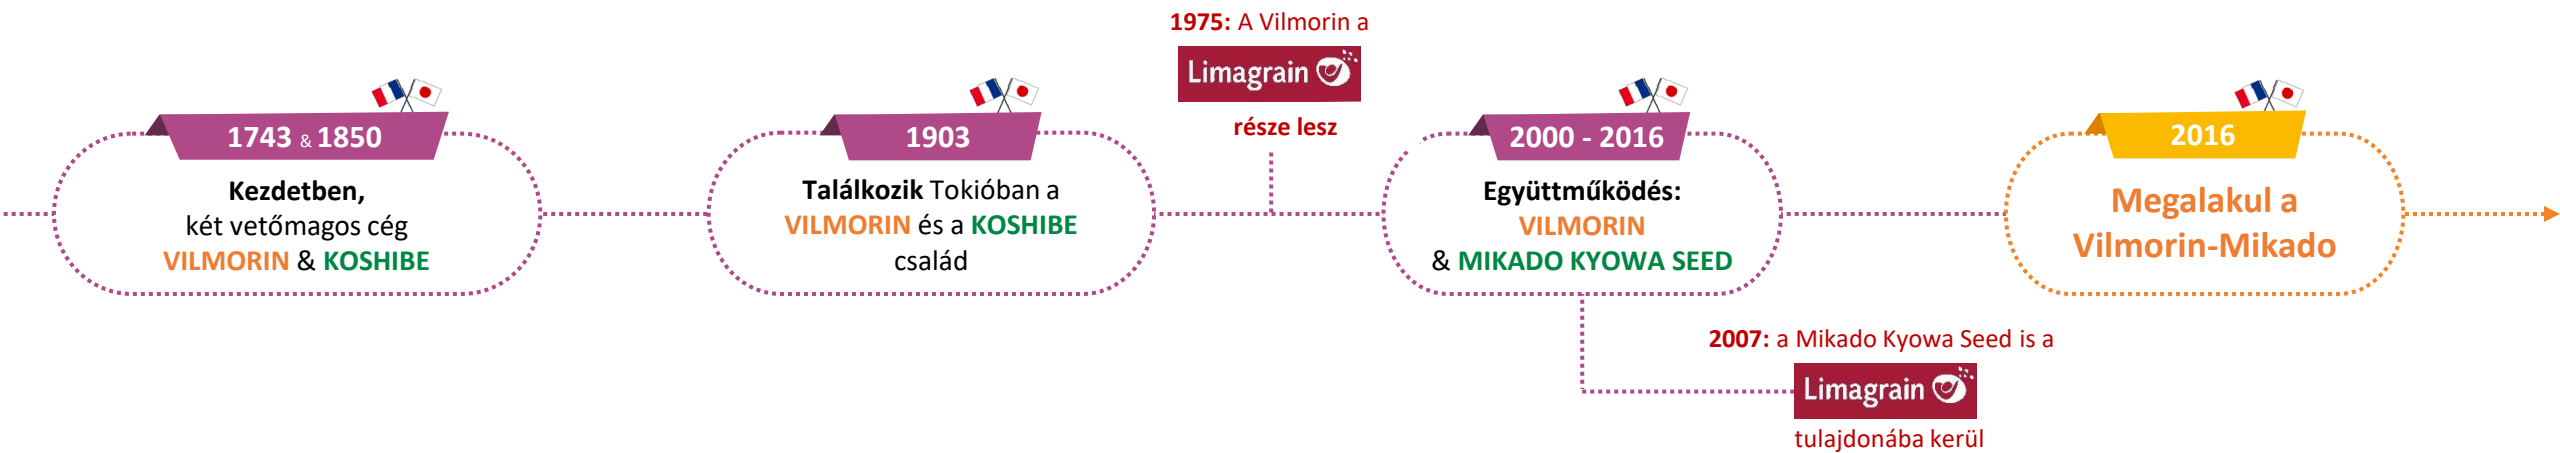 1743 & 1850
Kezdetben,
két vetőmagos cég
VILMORIN & KOSHIBE
1903
Találkozik Tokióban a
VILMORIN és a KOSHIBE
család
1975: A Vilmorin a
Limagrain
része lesz
2000 - 2016
Együttműködés:
VILMORIN
& MIKADO KYOWA SEED
2007: a Mikado Kyowa Seed is a
Limagrain
tulajdonába kerül
2016
Megalakul a
Vilmorin-Mikado